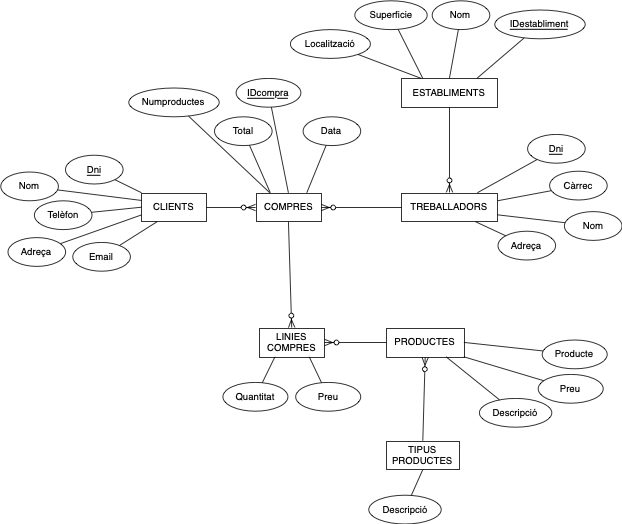 Superficie
Nom
IDestabliment
Localització
ESTABLIMENTS
IDcompra
Numproductes
Total
Data
Dni
Càrrec
Nom
Adreça
TREBALLADORS
COMPRES
CLIENTS
Dni
Nom
Telèfon
Adreça
Email
LINIES
COMPRES
Quantitat
Preu
PRODUCTES
Producte
Preu
Descripció
TIPUS
PRODUCTES
Descripció